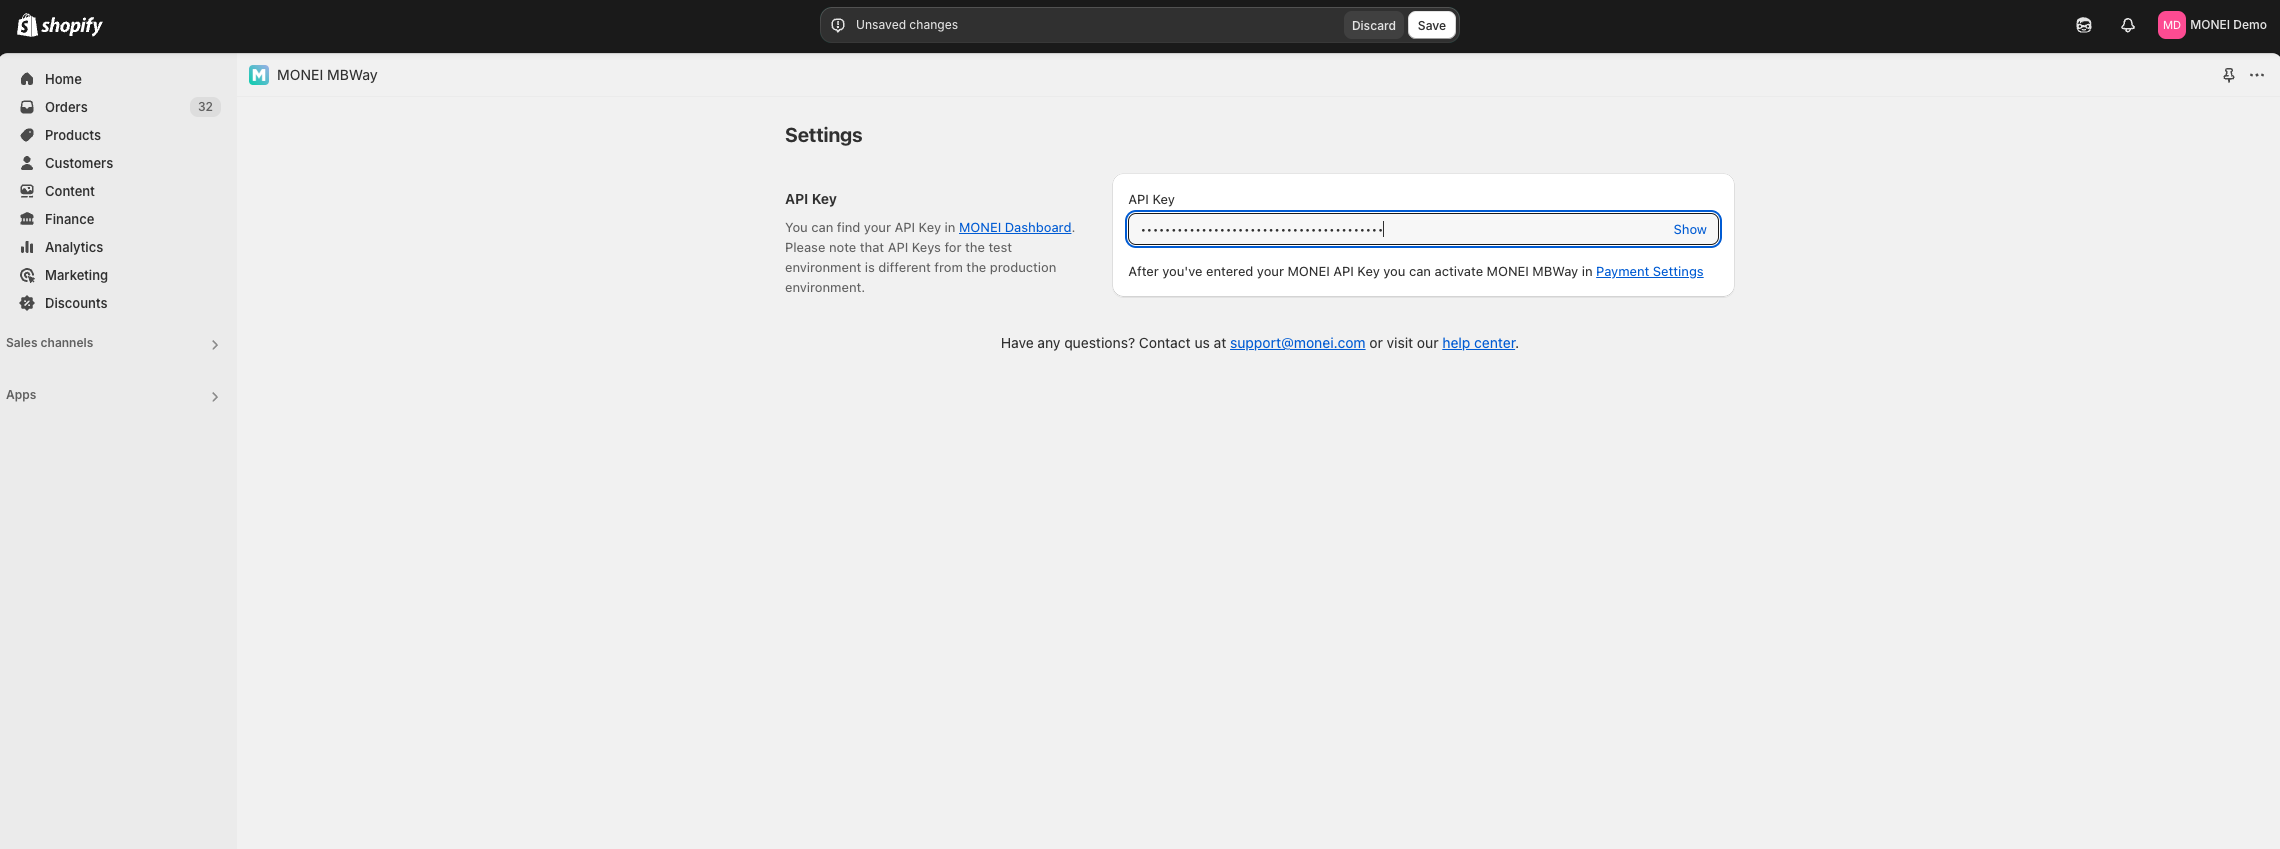 shopify
Unsaved changes
Discard
Save
MD
MONEI Demo
Home
Orders
32
Products
Customers
Content
Finance
Analytics
Marketing
Discounts
Sales channels
Apps
M
MONEI MBWay
Settings
API Key
You can find your API Key in MONEI Dashboard.
Please note that API Keys for the test
environment is different from the production
environment.
API Key
Show
After you've entered your MONEI API Key you can activate MONEI MBWay in Payment Settings
Have any questions? Contact us at support@monei.com or visit our help center.